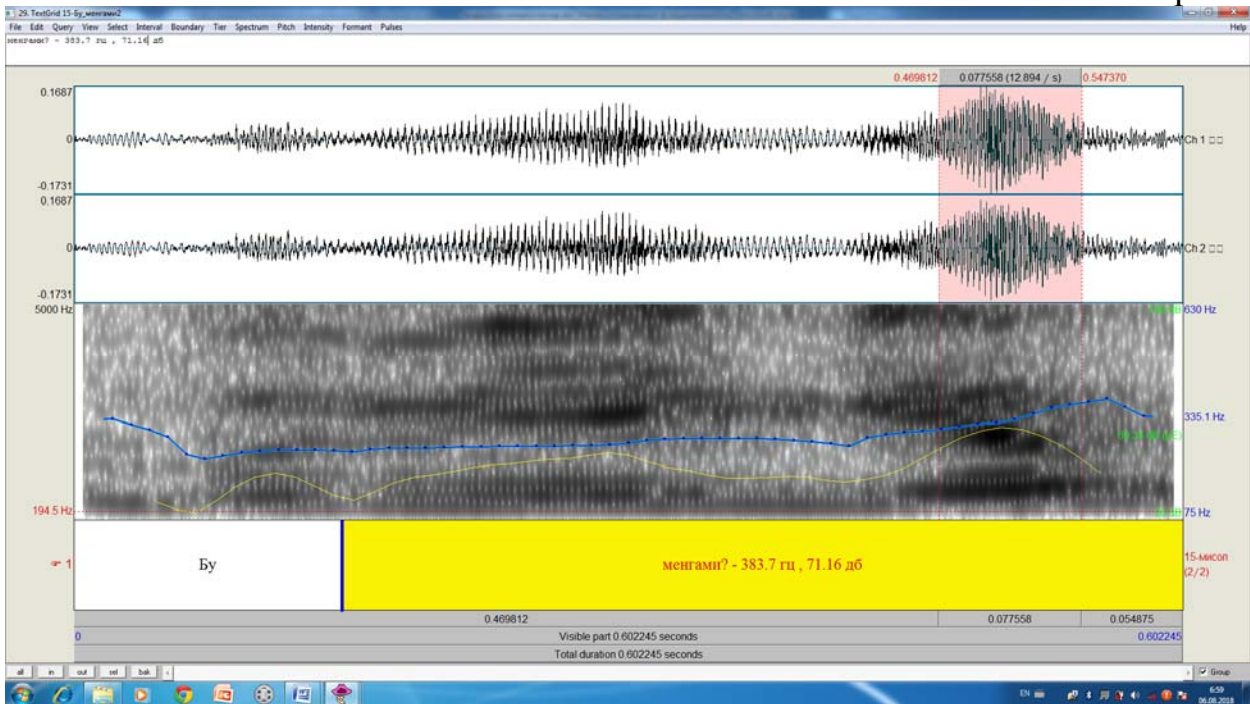 29. TextGrid 15-Бу_менгами2
File Edit Query View Select Interval Boundary Tier Spectrum Pitch Intensity Formant Pulses Help
менгами? - 383.7 гц , 71.16 дб
0.469812 0.077558 (12.894 / s) 0.547370
0.1687
0
-0.1731
Ch 1
0.1687
0
-0.1731
Ch 2
5000 Hz
630 Hz
335.1 Hz
194.5 Hz
75 Hz
1
Бу
менгами? - 383.7 гц , 71.16 дб
15-мисол
(2/2)
0.469812 0.077558 0.054875
0 Visible part 0.602245 seconds 0.602245
Total duration 0.602245 seconds
all in out sel bak Group
EN 6:59
06.08.2018